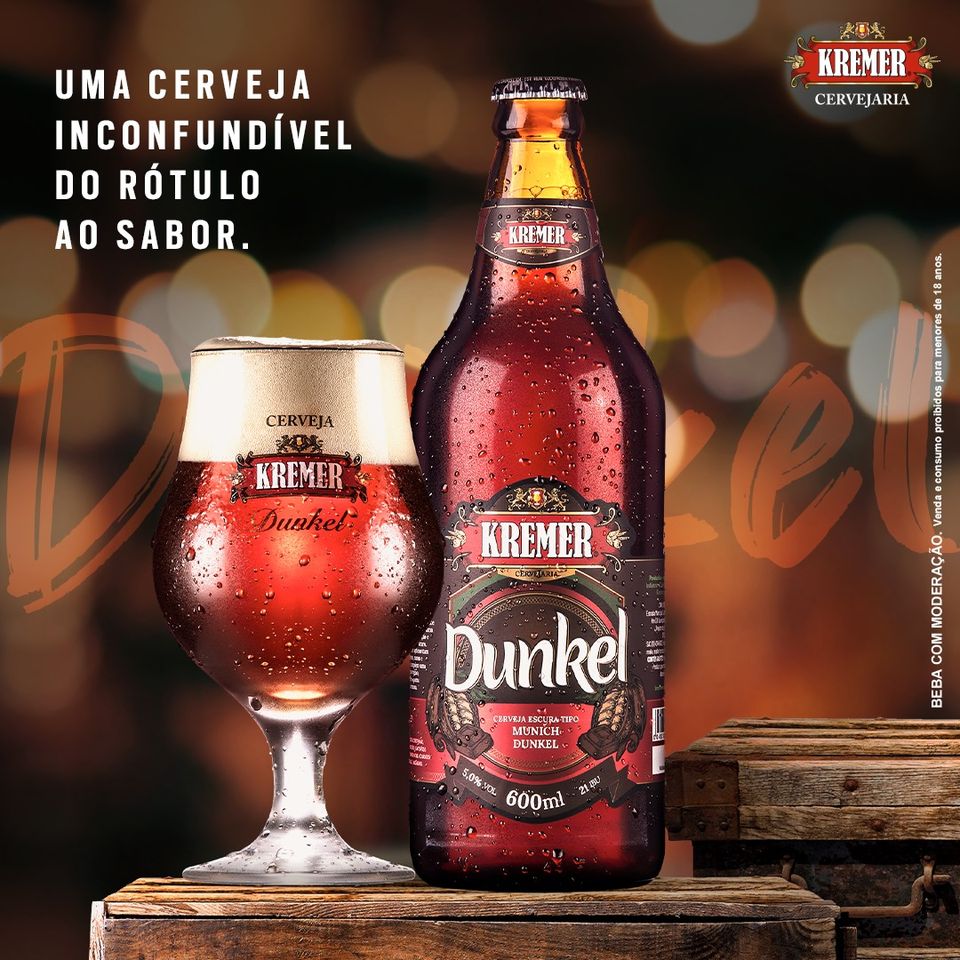 UMA CERVEJA
INCONFUNDÍVEL
DO RÓTULO
AO SABOR.
KREMER
CERVEJARIA
KREMER
CERVEJA
KREMER
Dunkel
KREMER
CERVEJARIA
Dunkel
CERVEJA ESCURA TIPO
MUNICH
DUNKEL
5,0% VOL 600ml 21 IBU
Dunkel
BEBA COM MODERAÇÃO. Venda e consumo proibidos para menores de 18 anos.